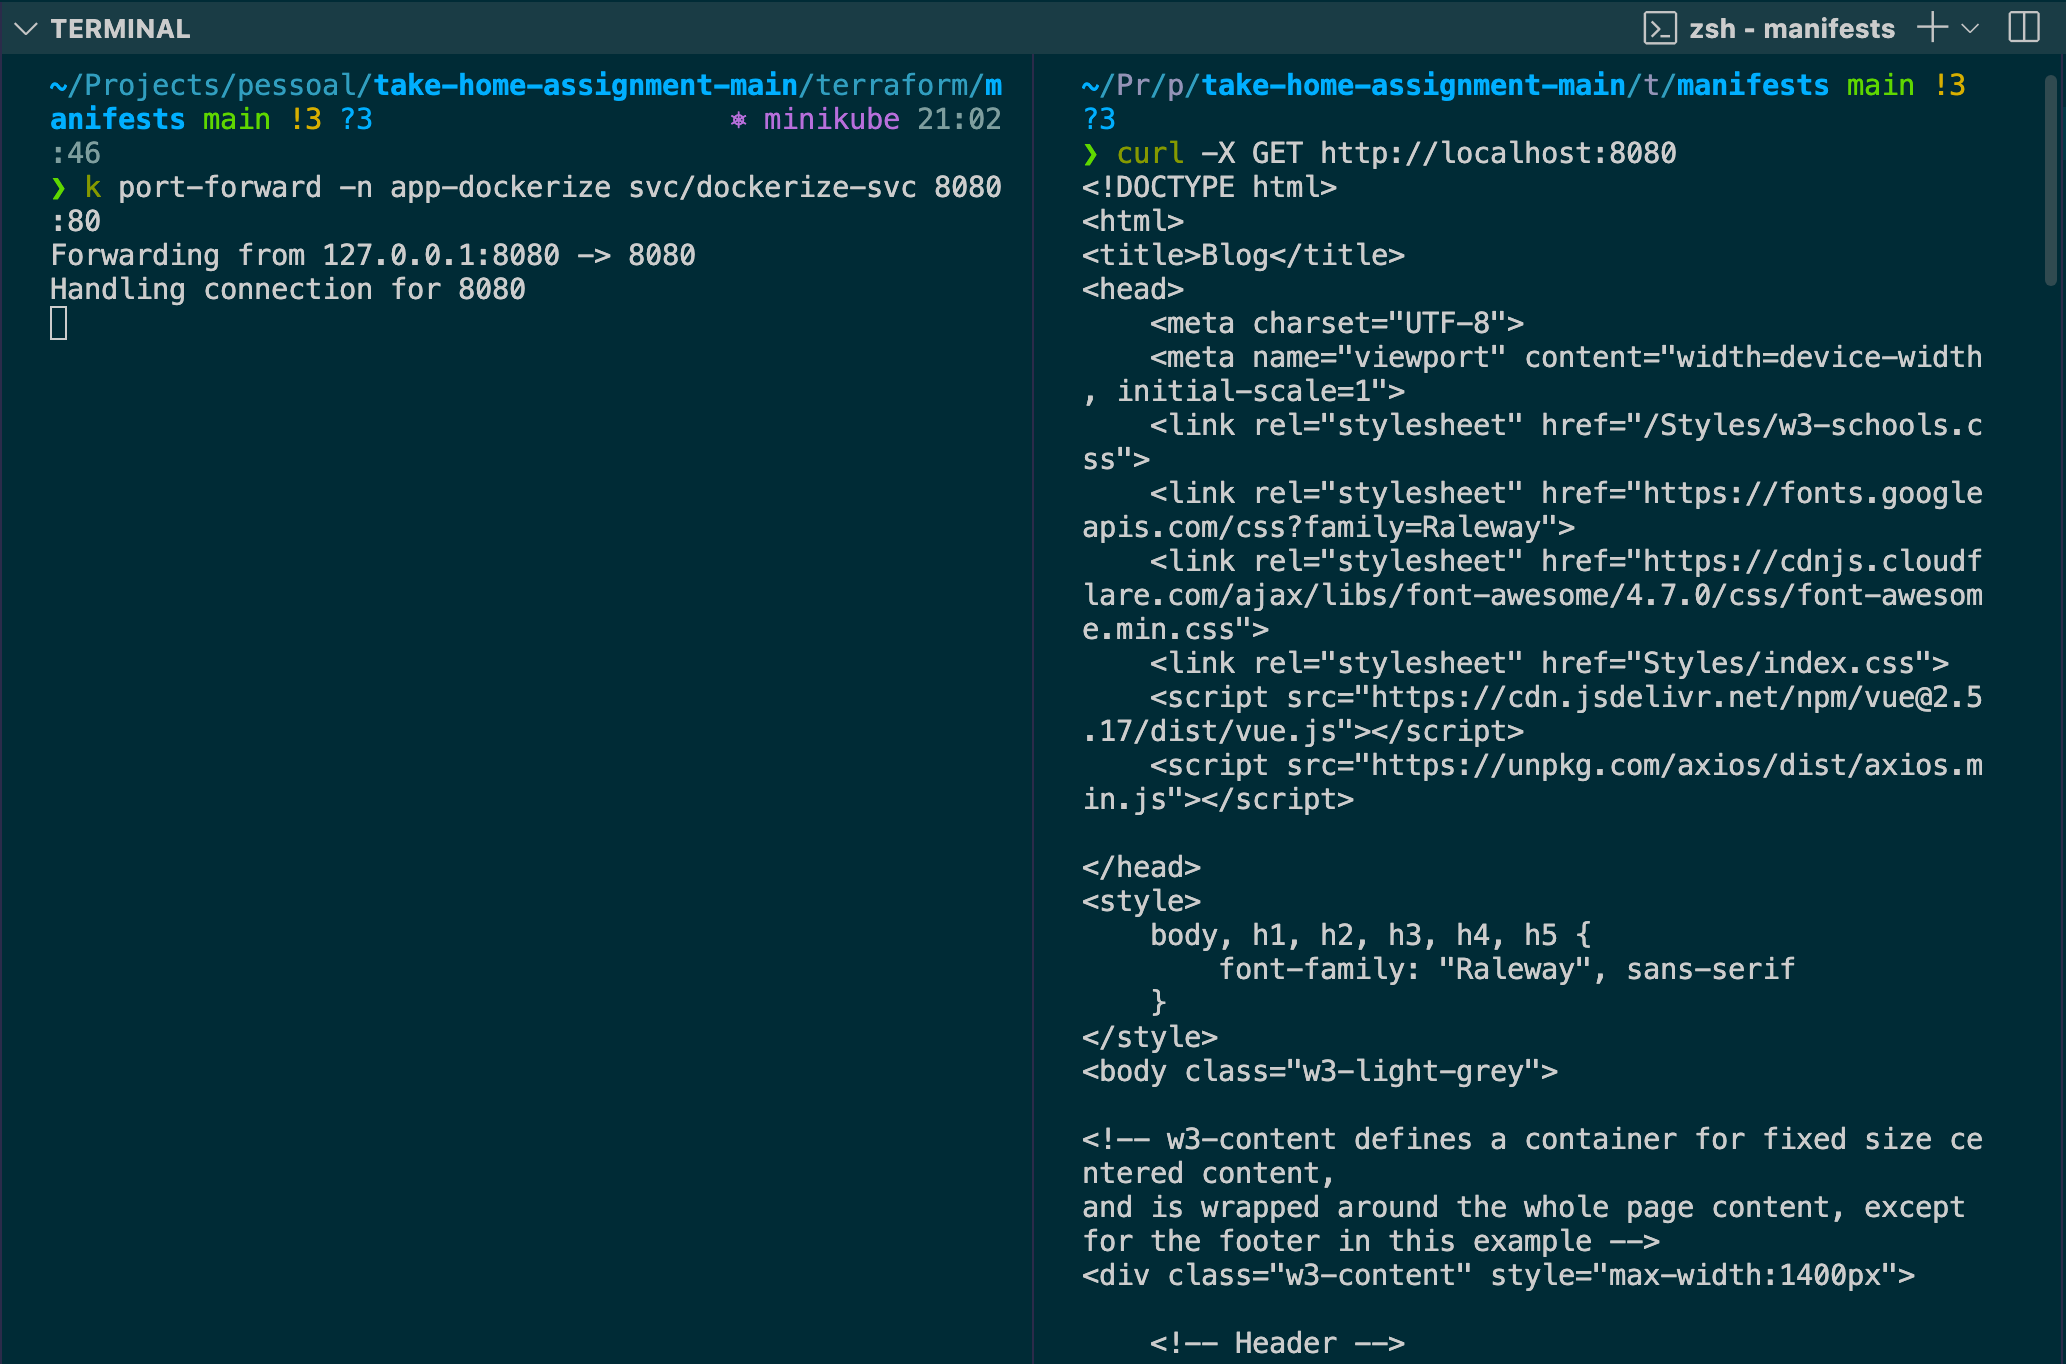 TERMINAL
zsh - manifests
~/Projects/pessoal/take-home-assignment-main/terraform/m
anifests main !3 ?3 ⎈ minikube 21:02
:46
❯ k port-forward -n app-dockerize svc/dockerize-svc 8080
:80
Forwarding from 127.0.0.1:8080 -> 8080
Handling connection for 8080
~/Pr/p/take-home-assignment-main/t/manifests main !3
?3
❯ curl -X GET http://localhost:8080
<!DOCTYPE html>
<html>
<title>Blog</title>
<head>
    <meta charset="UTF-8">
    <meta name="viewport" content="width=device-width
, initial-scale=1">
    <link rel="stylesheet" href="/Styles/w3-schools.c
ss">
    <link rel="stylesheet" href="https://fonts.google
apis.com/css?family=Raleway">
    <link rel="stylesheet" href="https://cdnjs.cloudf
lare.com/ajax/libs/font-awesome/4.7.0/css/font-awesom
e.min.css">
    <link rel="stylesheet" href="Styles/index.css">
    <script src="https://cdn.jsdelivr.net/npm/vue@2.5
.17/dist/vue.js"></script>
    <script src="https://unpkg.com/axios/dist/axios.m
in.js"></script>
</head>
<style>
    body, h1, h2, h3, h4, h5 {
        font-family: "Raleway", sans-serif
    }
</style>
<body class="w3-light-grey">
<!-- w3-content defines a container for fixed size ce
ntered content,
and is wrapped around the whole page content, except
for the footer in this example -->
<div class="w3-content" style="max-width:1400px">
    <!-- Header -->